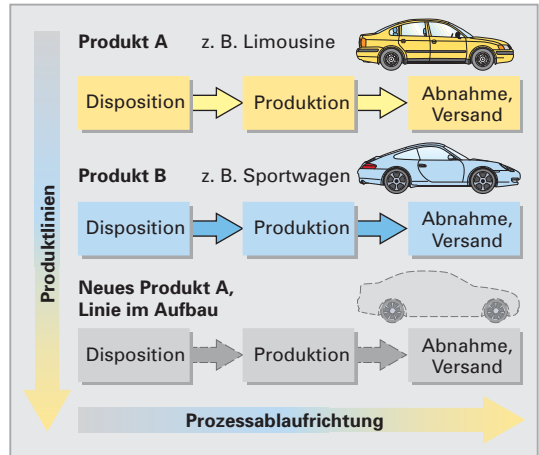 Produkt A z. B. Limousine
Disposition Produktion Abnahme,
Versand
Produkt B z. B. Sportwagen
Disposition Produktion Abnahme,
Versand
Neues Produkt A,
Linie im Aufbau
Disposition Produktion Abnahme,
Versand
Produktlinien
Prozessablaufrichtung